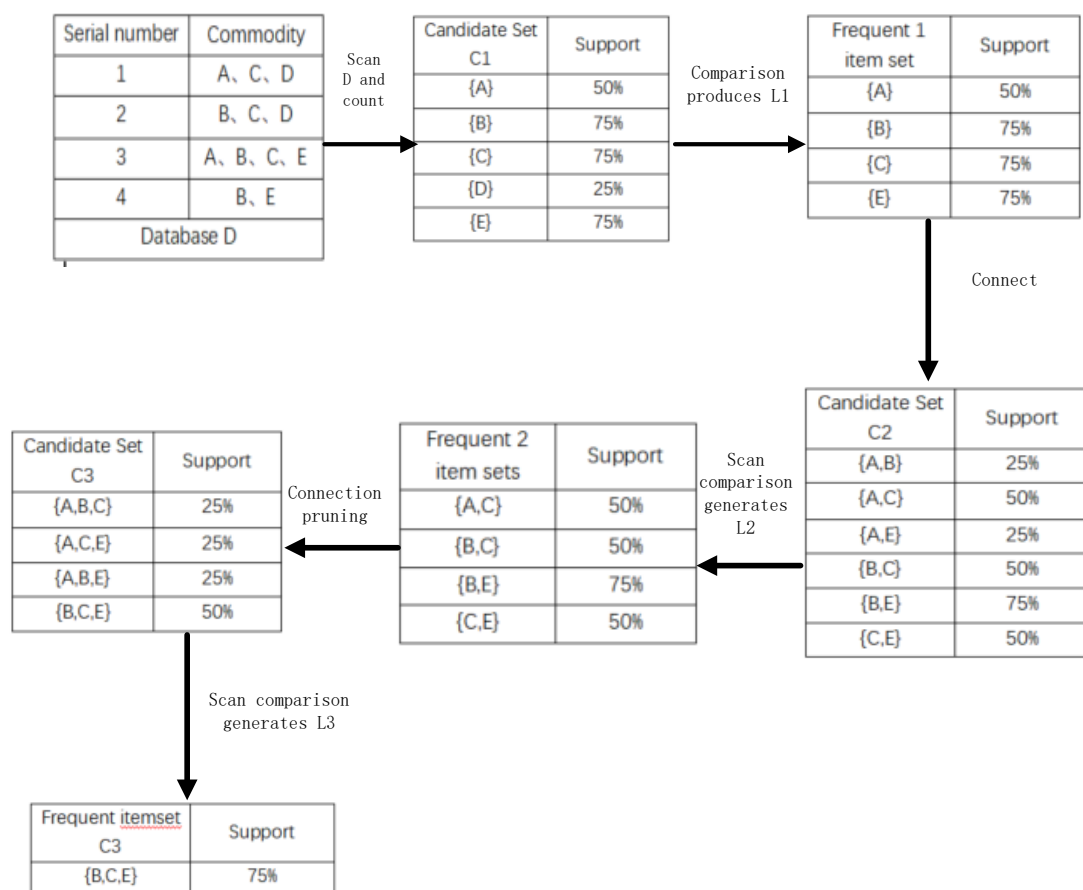 Serial number Commodity
1 A、C、D
2 B、C、D
3 A、B、C、E
4 B、E
Database D
Scan
D and
count
Candidate Set
C1
Support
{A} 50%
{B} 75%
{C} 75%
{D} 25%
{E} 75%
Comparison
produces L1
Frequent 1
item set
Support
{A} 50%
{B} 75%
{C} 75%
{E} 75%
Connect
Candidate Set
C2
Support
{A,B} 25%
{A,C} 50%
{A,E} 25%
{B,C} 50%
{B,E} 75%
{C,E} 50%
Scan
comparison
generates
L2
Frequent 2
item sets
Support
{A,C} 50%
{B,C} 50%
{B,E} 75%
{C,E} 50%
Connection
pruning
Candidate Set
C3
Support
{A,B,C} 25%
{A,C,E} 25%
{A,B,E} 25%
{B,C,E} 50%
Scan comparison
generates L3
Frequent itemset
C3
Support
{B,C,E} 75%